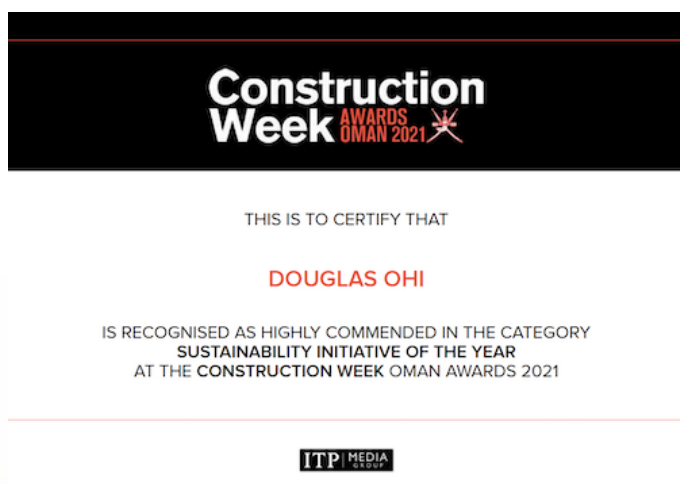 Construction
Week AWARDS
OMAN 2021
THIS IS TO CERTIFY THAT
DOUGLAS OHI
IS RECOGNISED AS HIGHLY COMMENDED IN THE CATEGORY
SUSTAINABILITY INITIATIVE OF THE YEAR
AT THE CONSTRUCTION WEEK OMAN AWARDS 2021
ITP MEDIA
GROUP